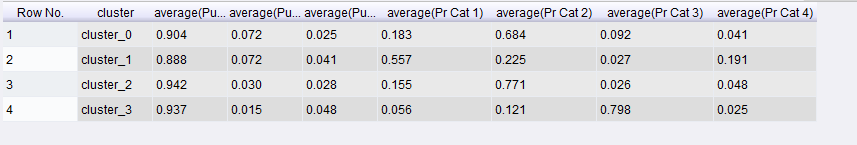 Row No. cluster average(Pu... average(Pu... average(Pu... average(Pr Cat 1) average(Pr Cat 2) average(Pr Cat 3) average(Pr Cat 4)
1 cluster_0 0.904 0.072 0.025 0.183 0.684 0.092 0.041
2 cluster_1 0.888 0.072 0.041 0.557 0.225 0.027 0.191
3 cluster_2 0.942 0.030 0.028 0.155 0.771 0.026 0.048
4 cluster_3 0.937 0.015 0.048 0.056 0.121 0.798 0.025